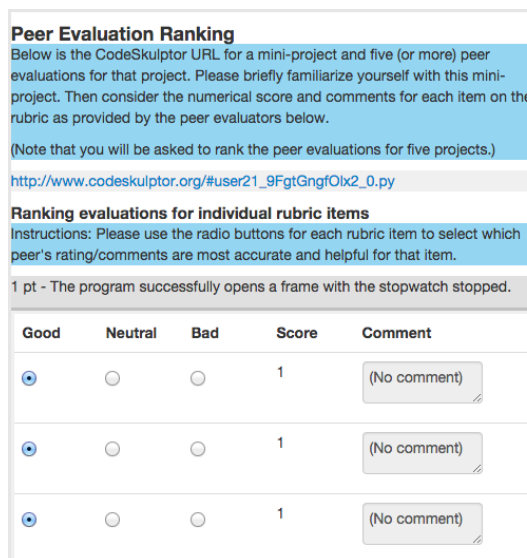 Peer Evaluation Ranking
Below is the CodeSkulptor URL for a mini-project and five (or more) peer
evaluations for that project. Please briefly familiarize yourself with this mini-
project. Then consider the numerical score and comments for each item on the
rubric as provided by the peer evaluators below.
(Note that you will be asked to rank the peer evaluations for five projects.)
http://www.codeskulptor.org/#user21_9FgtGngfOlx2_0.py
Ranking evaluations for individual rubric items
Instructions: Please use the radio buttons for each rubric item to select which
peer's rating/comments are most accurate and helpful for that item.
1 pt - The program successfully opens a frame with the stopwatch stopped.
Good Neutral Bad Score Comment
1 (No comment)
1 (No comment)
1 (No comment)